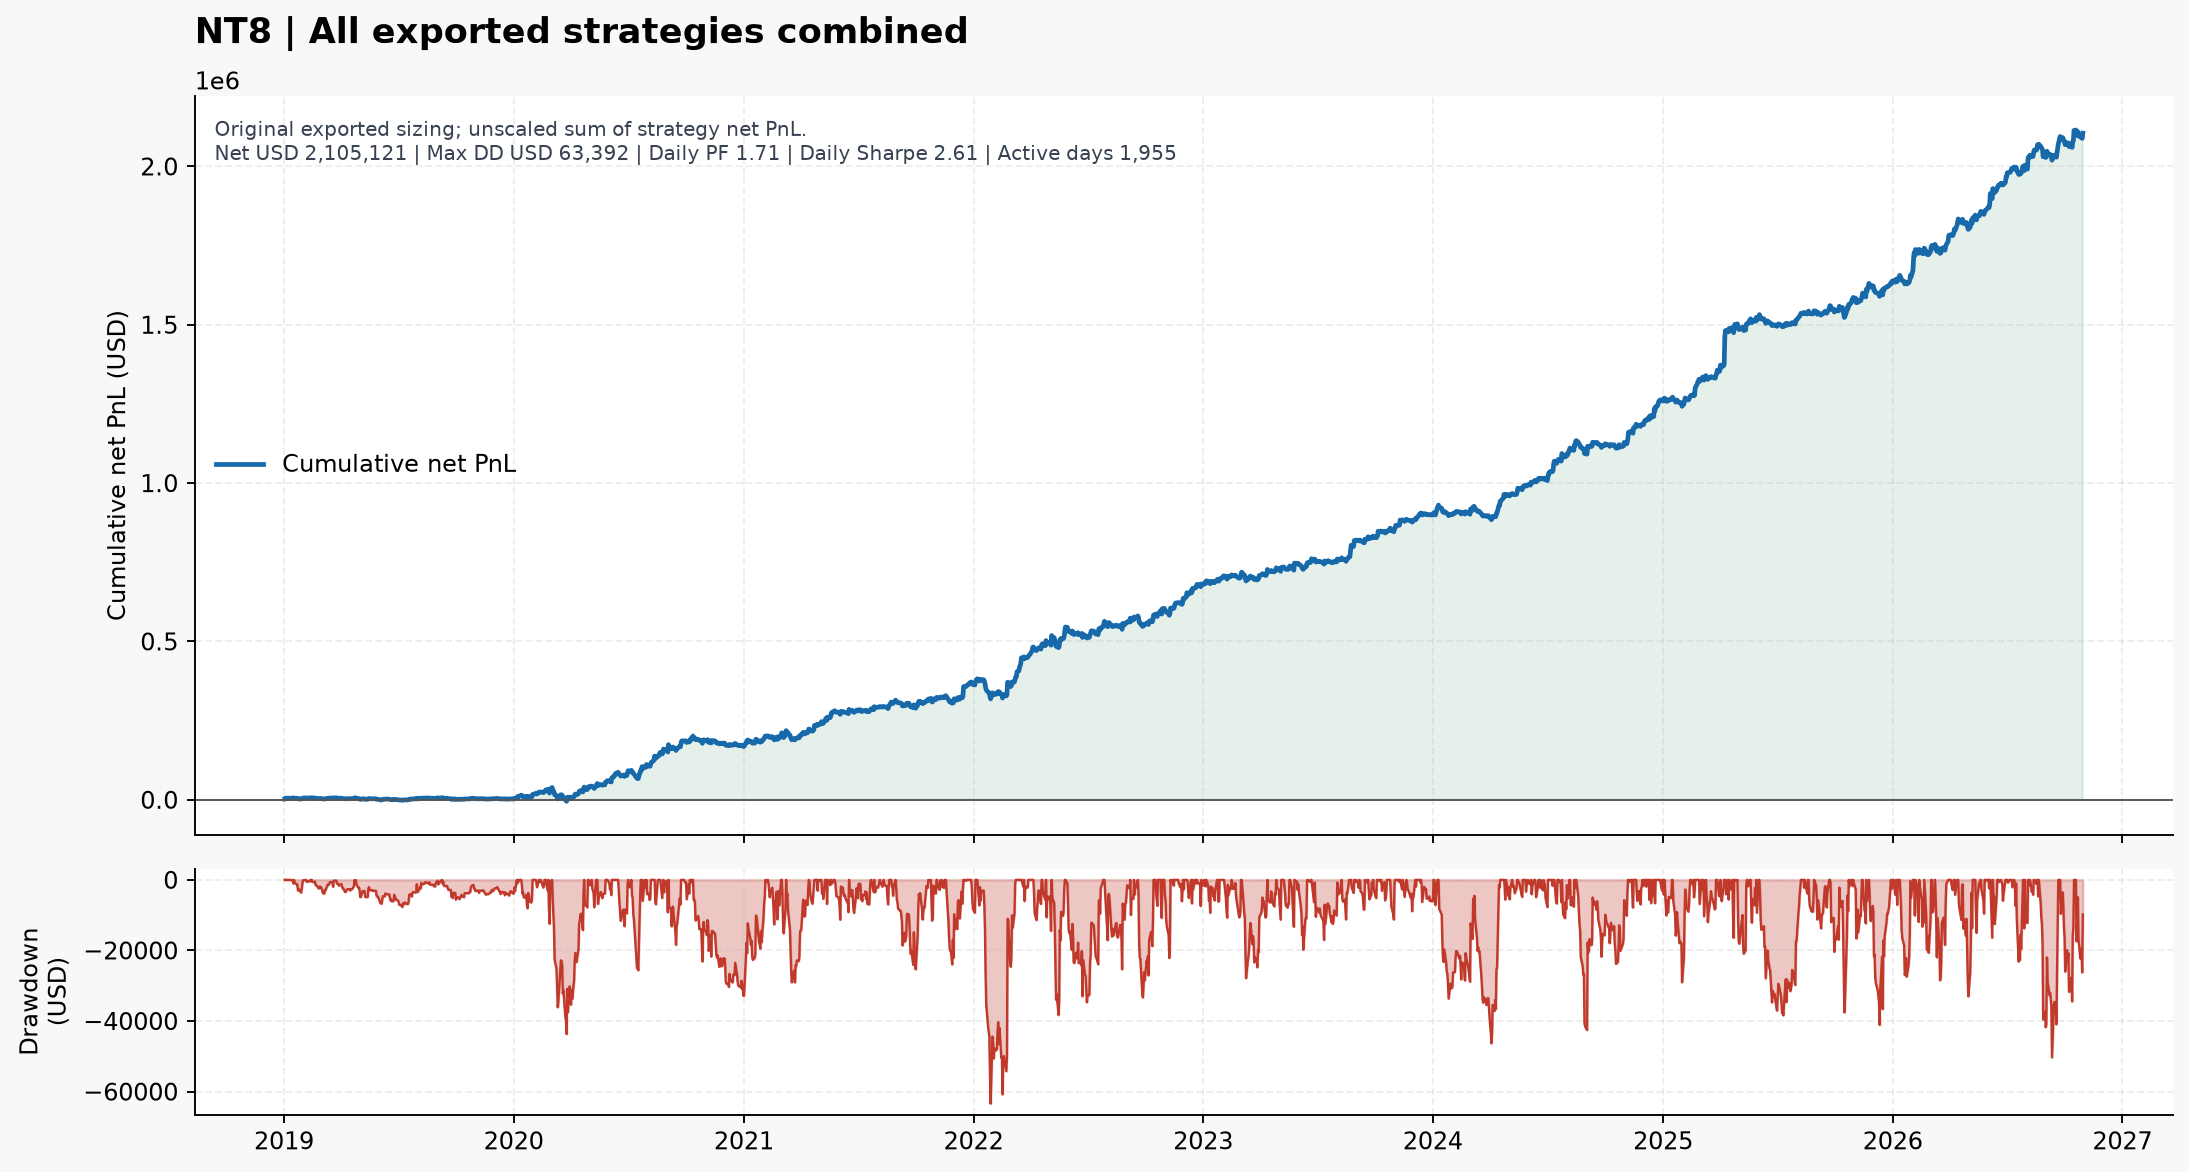 NT8 | All exported strategies combined
1e6
Original exported sizing; unscaled sum of strategy net PnL.
Net USD 2,105,121 | Max DD USD 63,392 | Daily PF 1.71 | Daily Sharpe 2.61 | Active days 1,955
2.0
1.5
1.0
0.5
0.0
Cumulative net PnL (USD)
Cumulative net PnL
0
−20000
−40000
−60000
Drawdown
(USD)
2019
2020
2021
2022
2023
2024
2025
2026
2027